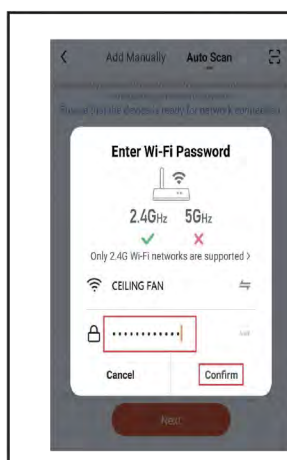 Add Manually Auto Scan
Enter Wi-Fi Password
2.4GHz 5GHz
Only 2.4G Wi-Fi networks are supported >
CEILING FAN
••••••••••••
Cancel Confirm
Next